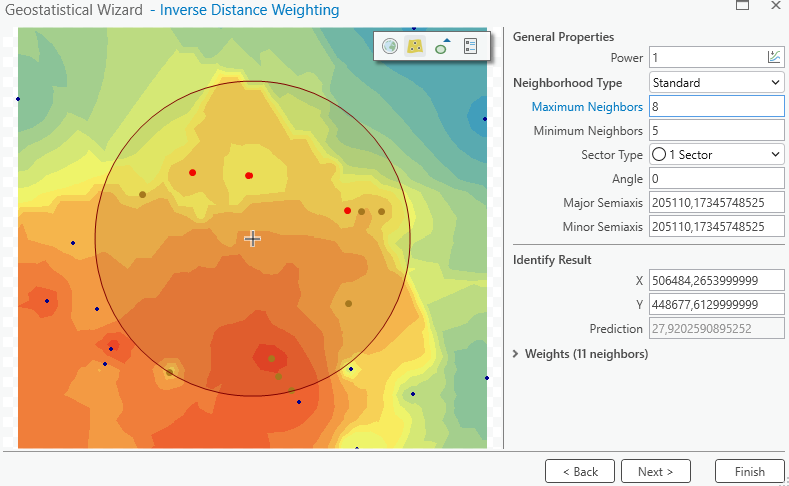 Geostatistical Wizard - Inverse Distance Weighting
General Properties
Power 1
Neighborhood Type Standard
Maximum Neighbors 8
Minimum Neighbors 5
Sector Type 1 Sector
Angle 0
Major Semiaxis 205110,17345748525
Minor Semiaxis 205110,17345748525
Identify Result
X 506484,2653999999
Y 448677,6129999999
Prediction 27,9202590895252
Weights (11 neighbors)
< Back Next > Finish